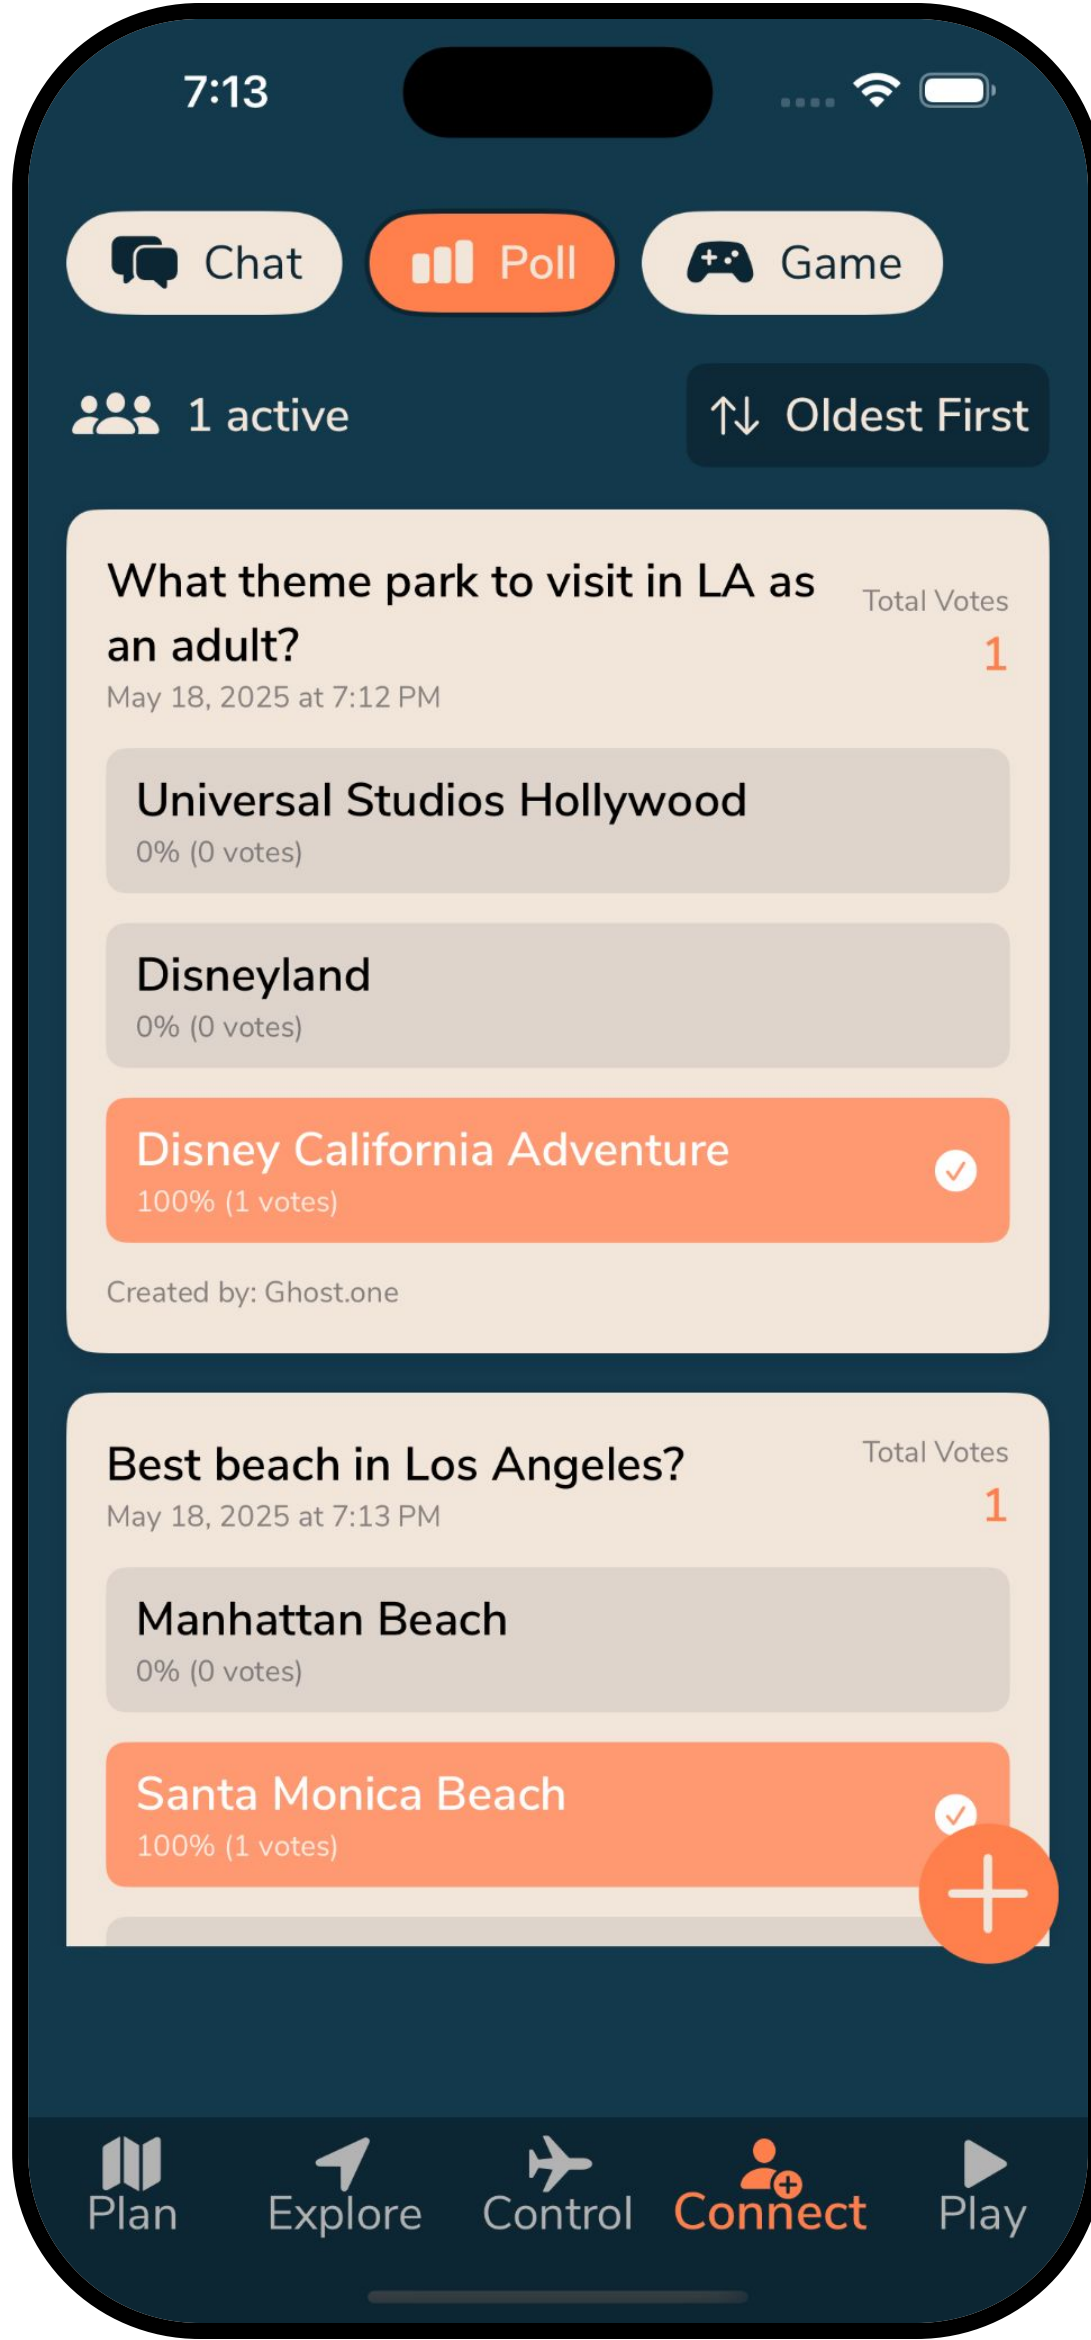 7:13
Chat
Poll
Game
1 active
Oldest First
What theme park to visit in LA as
an adult?
Total Votes
1
May 18, 2025 at 7:12 PM
Universal Studios Hollywood
0% (0 votes)
Disneyland
0% (0 votes)
Disney California Adventure
100% (1 votes)
Created by: Ghost.one
Best beach in Los Angeles?
Total Votes
1
May 18, 2025 at 7:13 PM
Manhattan Beach
0% (0 votes)
Santa Monica Beach
100% (1 votes)
Plan
Explore
Control
Connect
Play